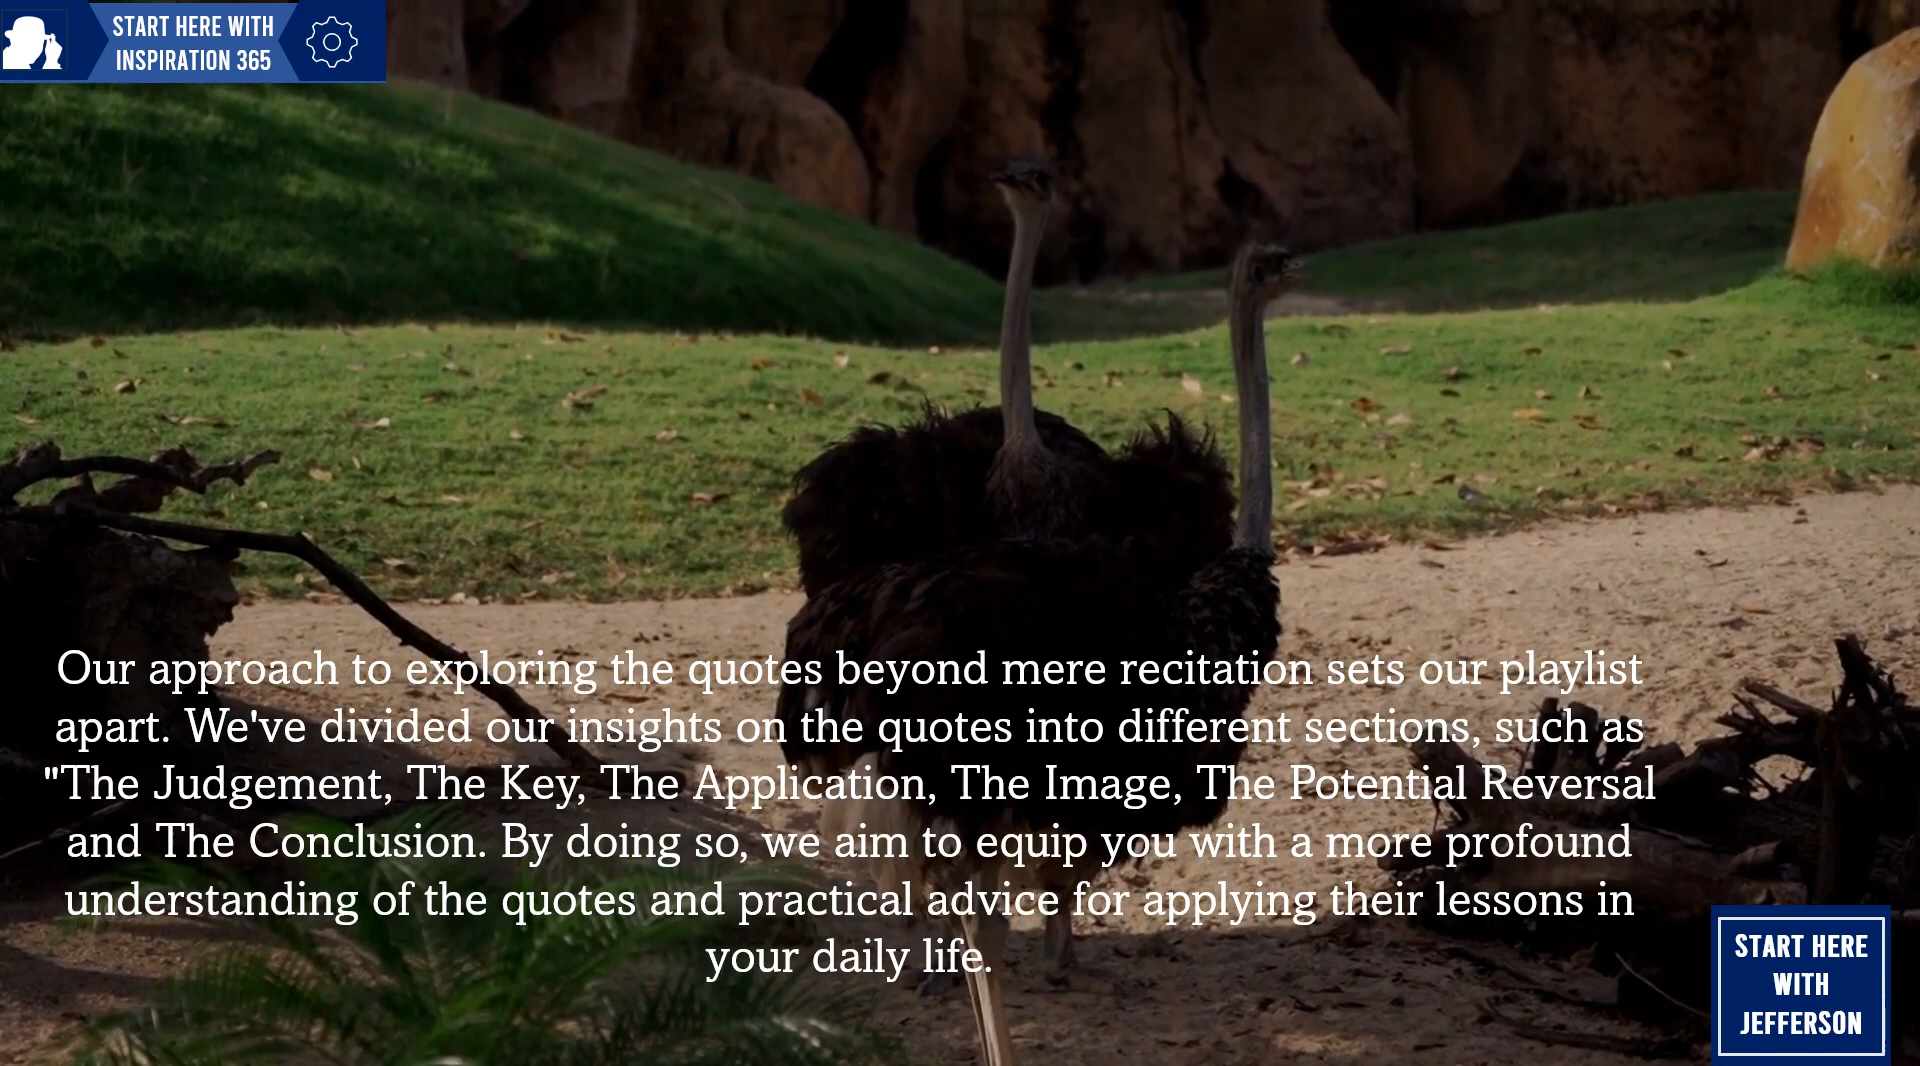 START HERE WITH
INSPIRATION 365
Our approach to exploring the quotes beyond mere recitation sets our playlist
apart. We've divided our insights on the quotes into different sections, such as
"The Judgement, The Key, The Application, The Image, The Potential Reversal
and The Conclusion. By doing so, we aim to equip you with a more profound
understanding of the quotes and practical advice for applying their lessons in
your daily life.
START HERE
WITH
JEFFERSON